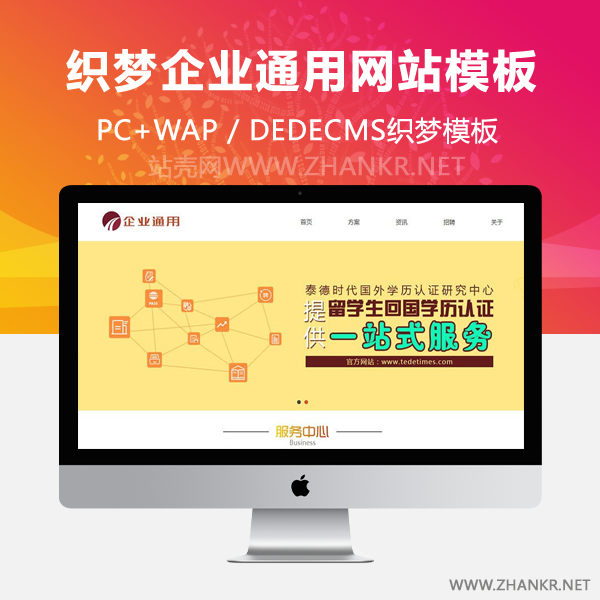 织梦企业通用网站模板
PC+WAP / DEDECMS织梦模板
站壳网WWW.ZHANKR.NET
企业通用
首页 方案 资讯 招聘 关于
泰德时代国外学历认证研究中心
提供
留学生回国学历认证
一站式服务
官方网站：www.tedetimes.com
服务中心
Business
WWW.ZHANKR.NET